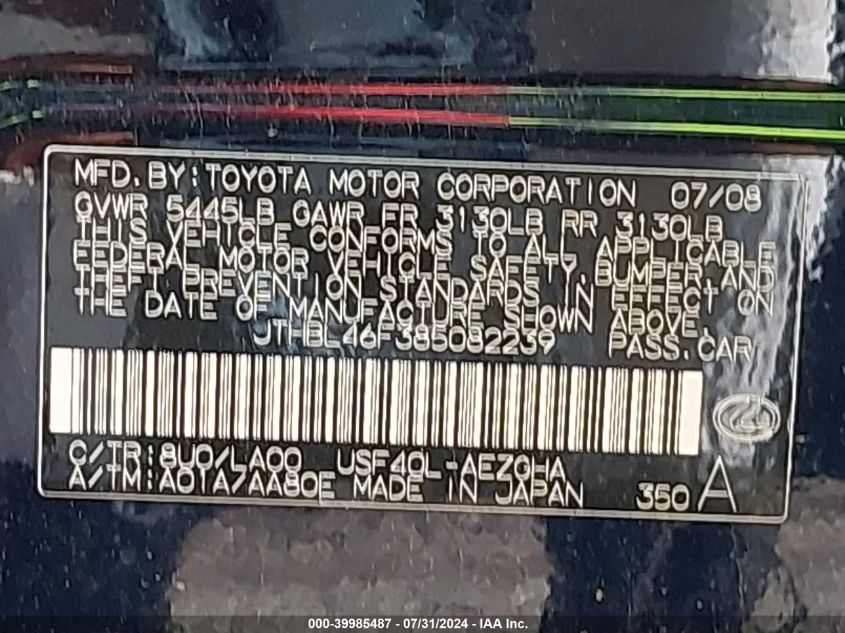 MFD. BY: TOYOTA MOTOR CORPORATION 07/08
GVWR 5445LB GAWR FR 3130LB RR 3130LB
THIS VEHICLE CONFORMS TO ALL APPLICABLE
FEDERAL MOTOR VEHICLE SAFETY, BUMPER, AND
THEFT PREVENTION STANDARDS IN EFFECT ON
THE DATE OF MANUFACTURE SHOWN ABOVE.
JTHBL46F385082239 PASS. CAR
C/TR: 8U0/LA00 USF40L-AEZQHA
A/TM: A01A/AA80E MADE IN JAPAN 350 A
000-39985487 - 07/31/2024 - IAA Inc.